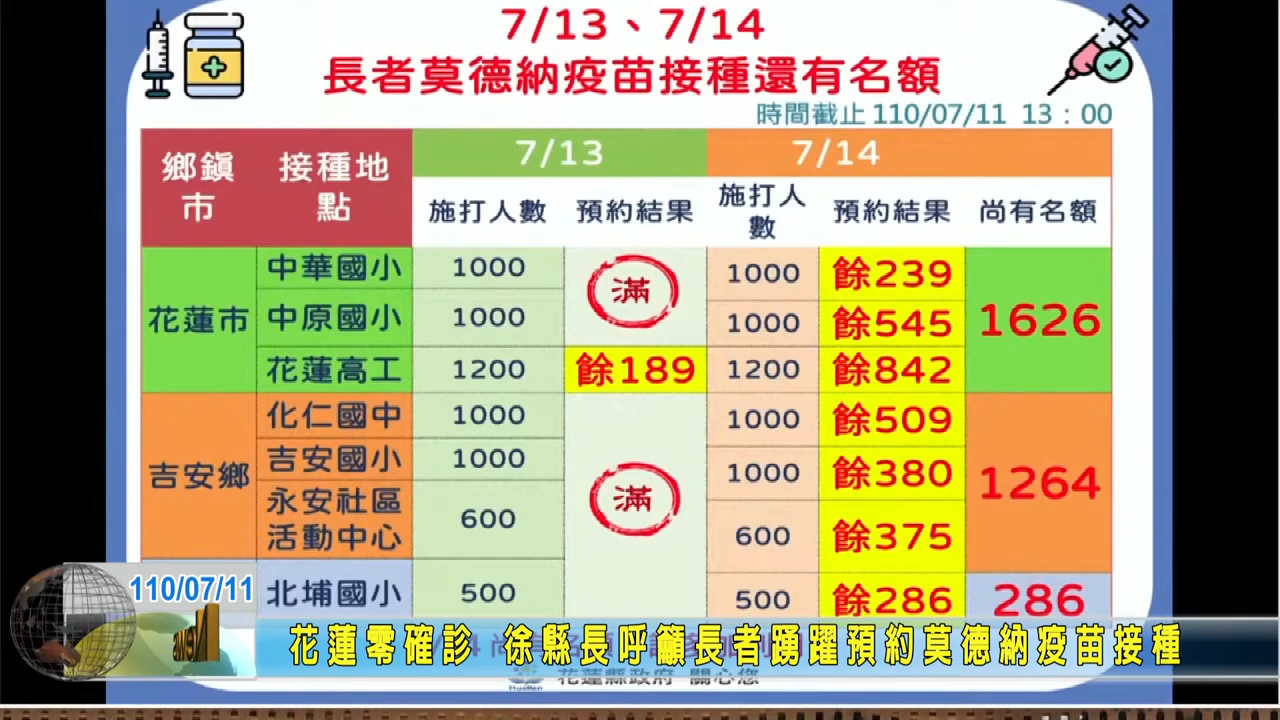 7/13、7/14
長者莫德納疫苗接種還有名額
時間截止 110/07/11 13：00
鄉鎮市 接種地點 7/13 7/14
施打人數 預約結果 施打人數 預約結果 尚有名額
花蓮市 中華國小 1000 滿 1000 餘239 1626
中原國小 1000 1000 餘545
花蓮高工 1200 餘189 1200 餘842
吉安鄉 化仁國中 1000 滿 1000 餘509 1264
吉安國小 1000 1000 餘380
永安社區活動中心 600 600 餘375
北埔國小 500 500 餘286 286
110/07/11
花蓮零確診 徐縣長呼籲長者踴躍預約莫德納疫苗接種
花蓮縣政府 關心您